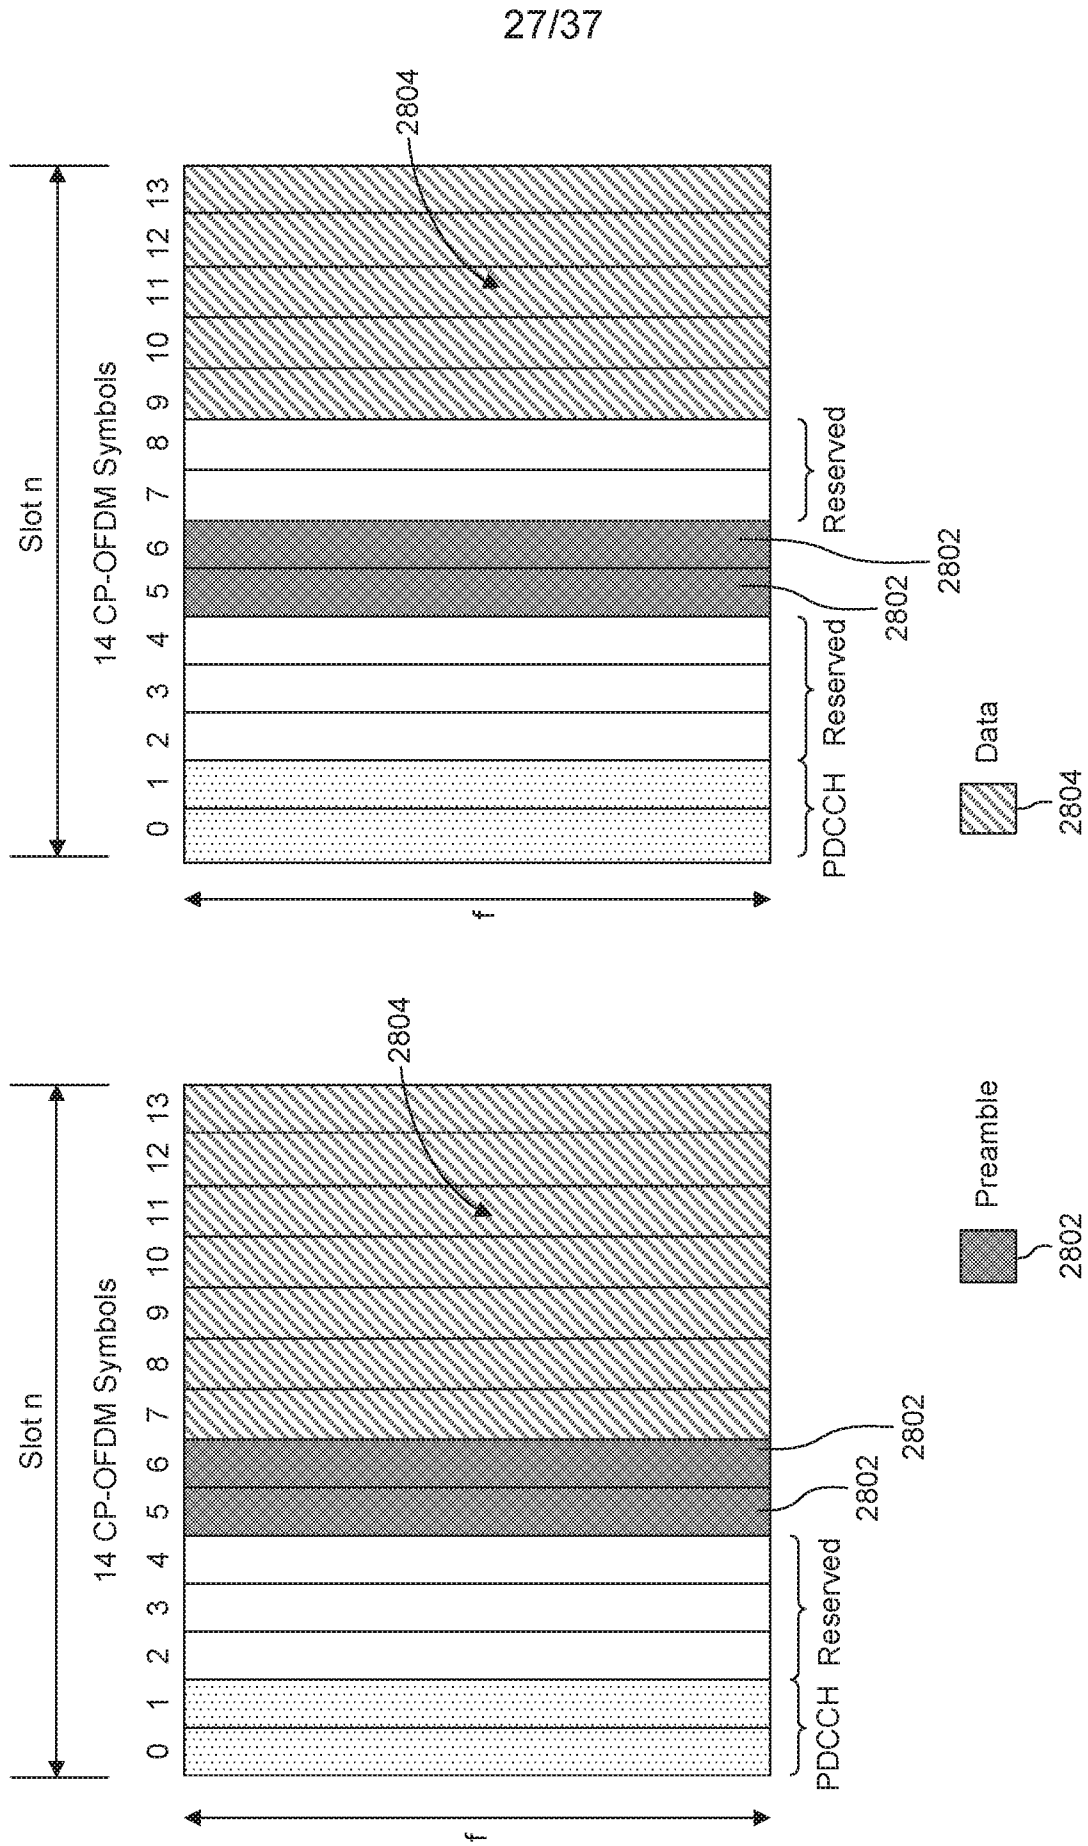 27/37
Slot n
14 CP-OFDM Symbols
0 1 2 3 4 5 6 7 8 9 10 11 12 13
f
2804
PDCCH Reserved
2802
2802
Slot n
14 CP-OFDM Symbols
0 1 2 3 4 5 6 7 8 9 10 11 12 13
f
2804
PDCCH Reserved Reserved
2802
2802
Preamble
2802
Data
2804